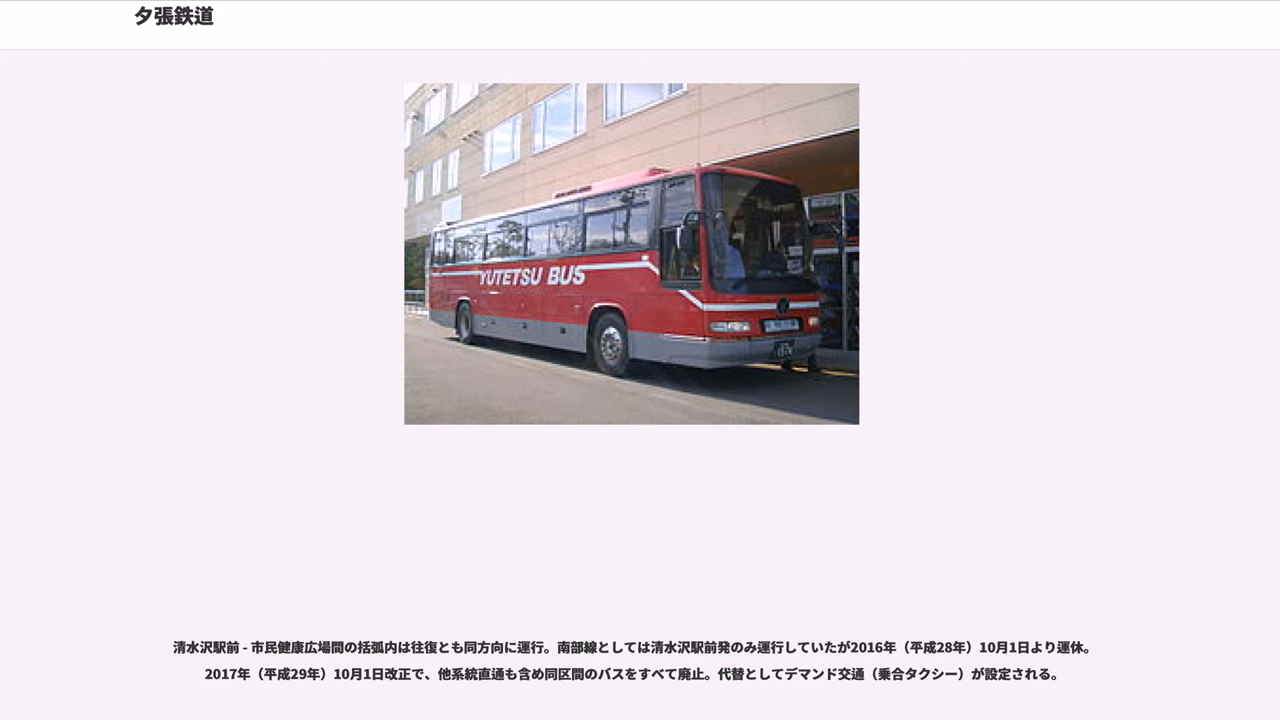 夕張鉄道
YUTETSU BUS
清水沢駅前 - 市民健康広場間の括弧内は往復とも同方向に運行。南部線としては清水沢駅前発のみ運行していたが2016年（平成28年）10月1日より運休。
2017年（平成29年）10月1日改正で、他系統直通も含め同区間のバスをすべて廃止。代替としてデマンド交通（乗合タクシー）が設定される。